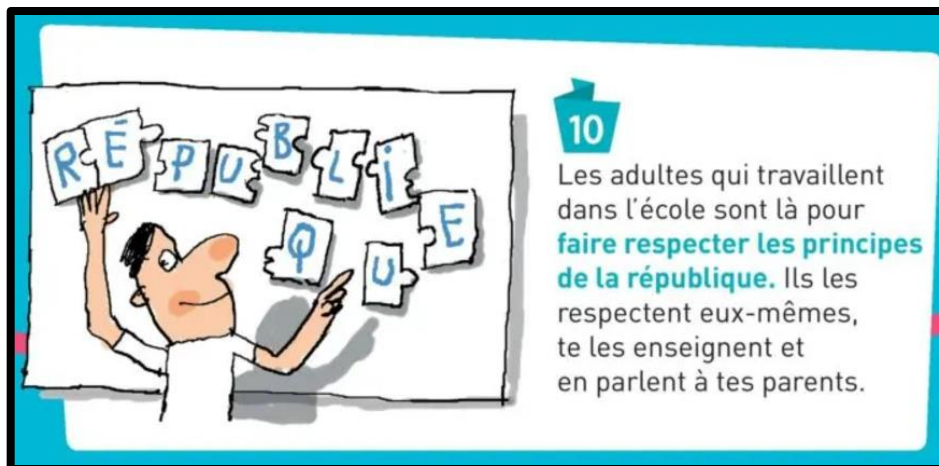 RÉPUBLIQUE
10
Les adultes qui travaillent
dans l'école sont là pour
faire respecter les principes
de la république. Ils les
respectent eux-mêmes,
te les enseignent et
en parlent à tes parents.